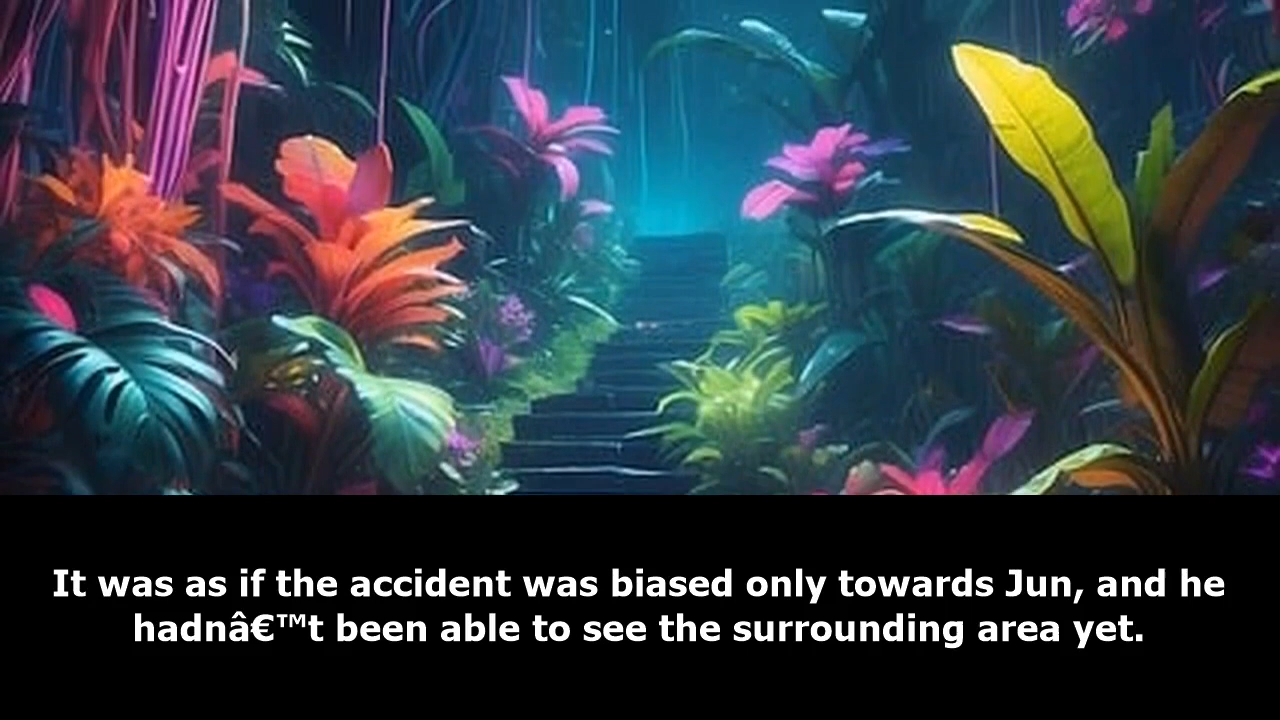 It was as if the accident was biased only towards Jun, and he
hadnâ€™t been able to see the surrounding area yet.